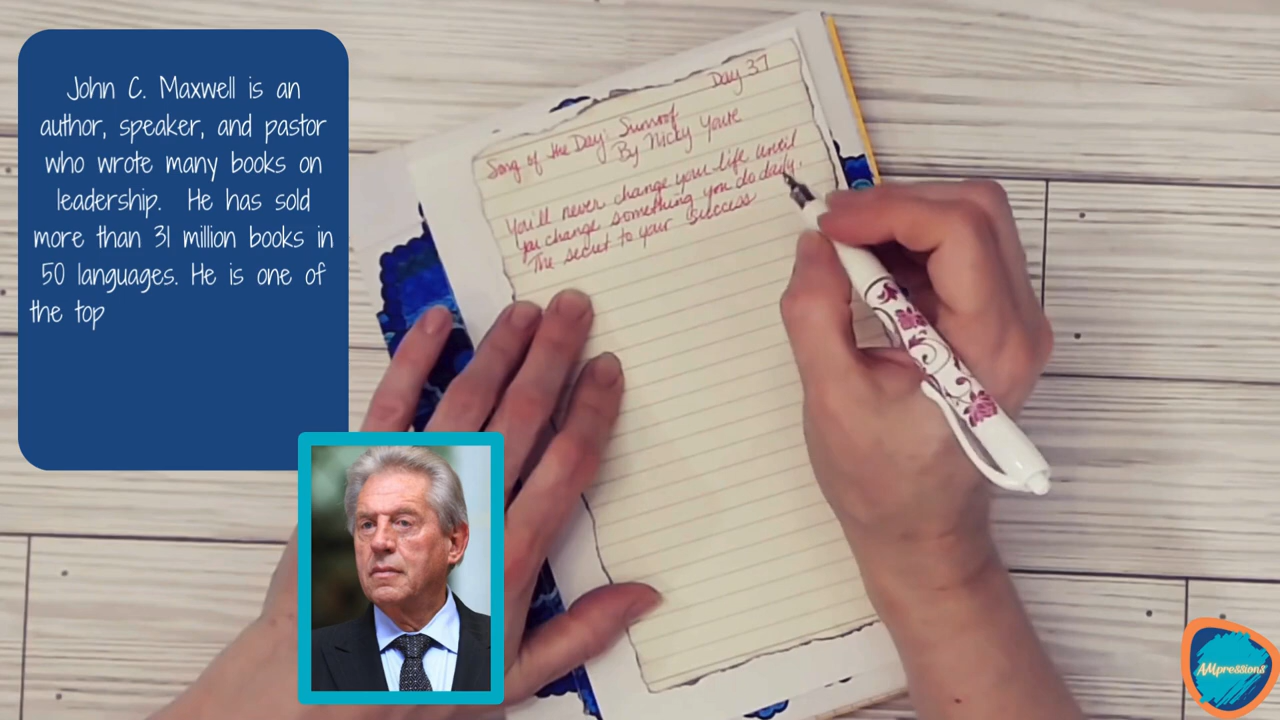 John C. Maxwell is an
author, speaker, and pastor
who wrote many books on
leadership. He has sold
more than 31 million books in
50 languages. He is one of
the top
Day 37
Song of the Day: Sunroof
By Nicky Youre
You'll never change your life until
you change something you do daily.
The secret to your success
AMpressions